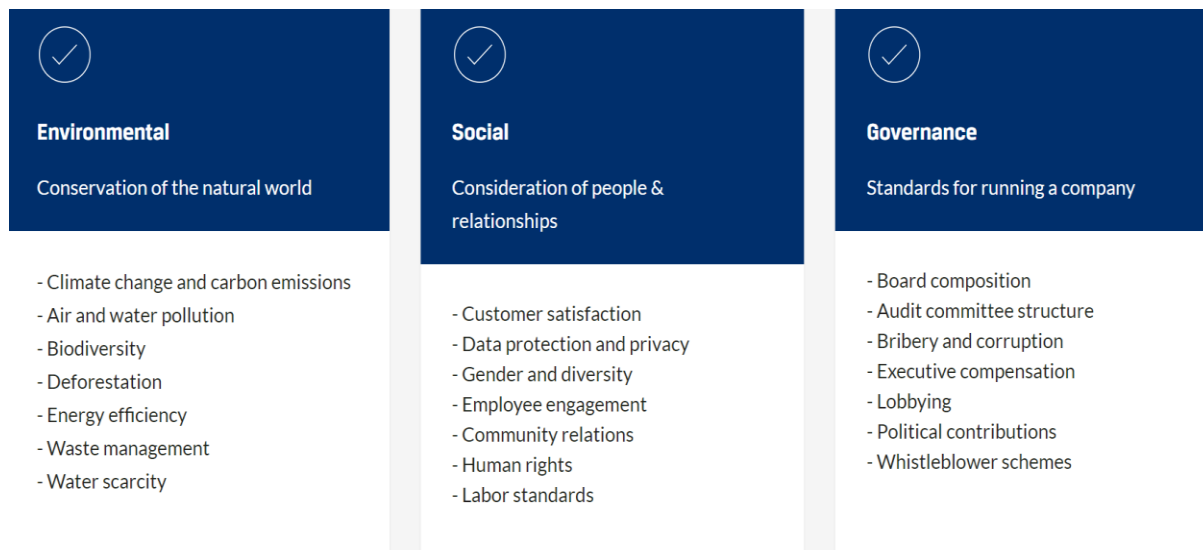 Environmental
Conservation of the natural world
- Climate change and carbon emissions
- Air and water pollution
- Biodiversity
- Deforestation
- Energy efficiency
- Waste management
- Water scarcity
Social
Consideration of people &
relationships
- Customer satisfaction
- Data protection and privacy
- Gender and diversity
- Employee engagement
- Community relations
- Human rights
- Labor standards
Governance
Standards for running a company
- Board composition
- Audit committee structure
- Bribery and corruption
- Executive compensation
- Lobbying
- Political contributions
- Whistleblower schemes